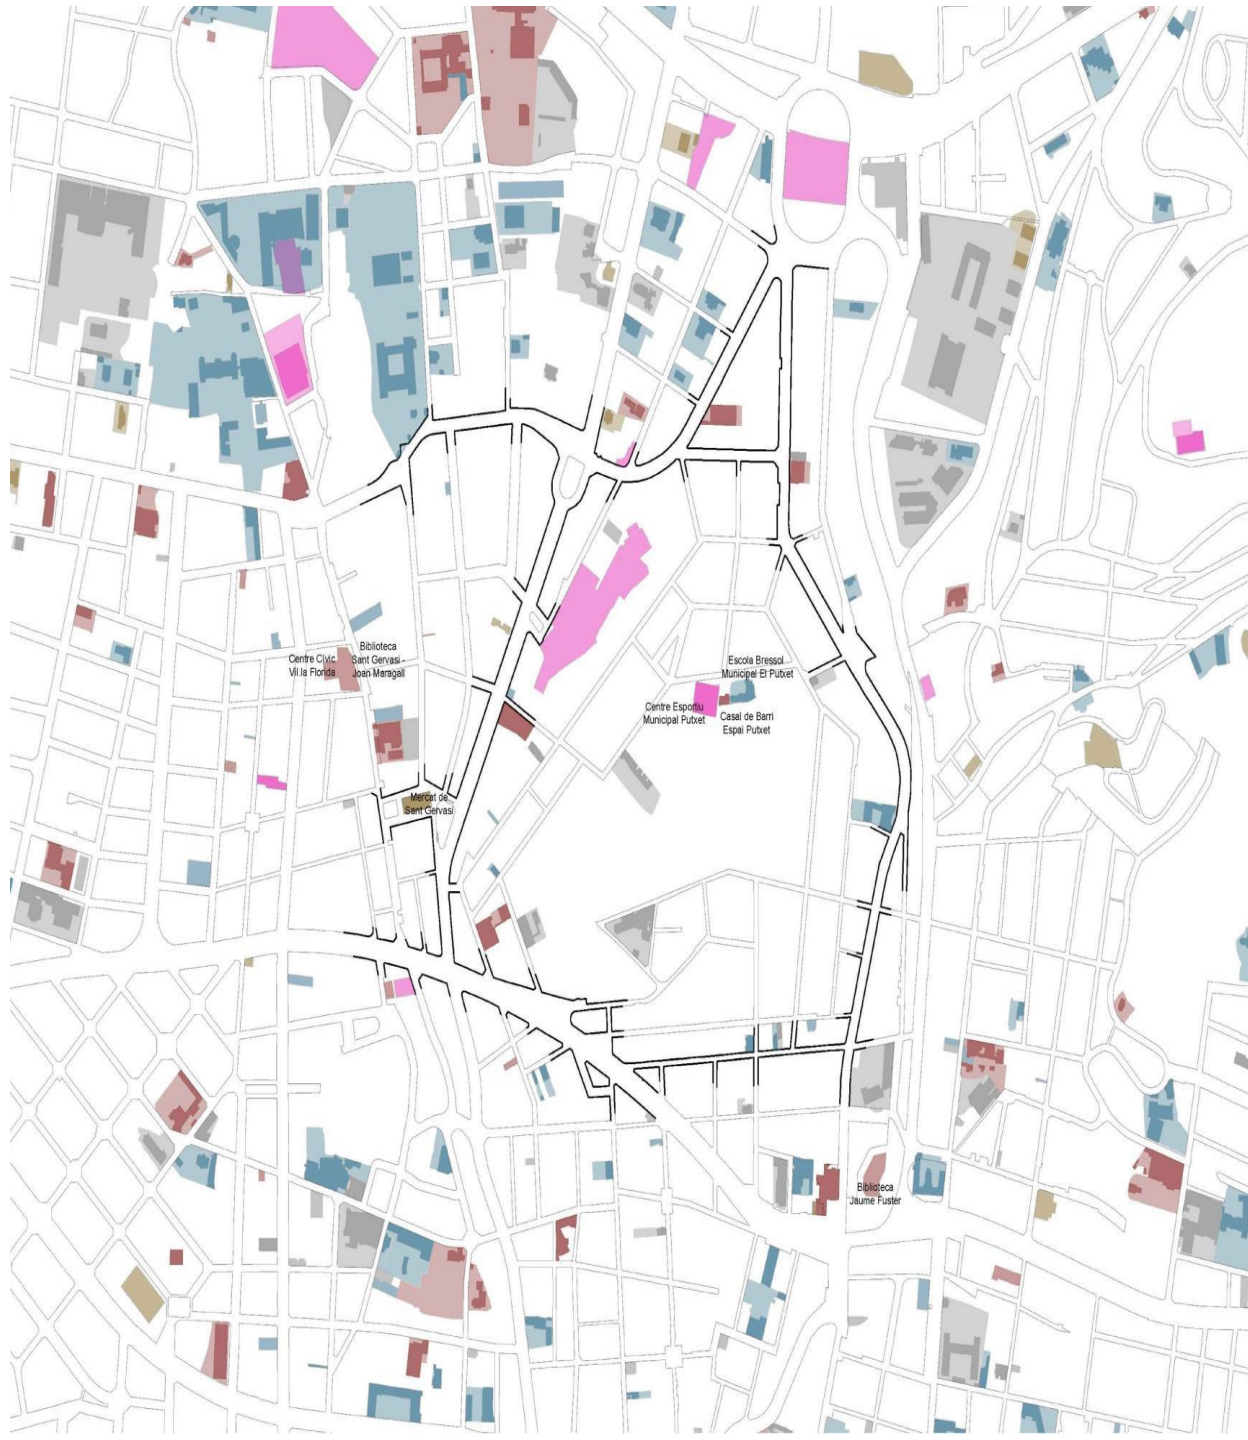 Biblioteca
Sant Gervasi -
Joan Maragall
Centre Cívic
Vil.la Florida
Escola Bressol
Municipal El Putxet
Centre Esportiu
Municipal Putxet
Casal de Barri
Espai Putxet
Mercat de
Sant Gervasi
Biblioteca
Jaume Fuster